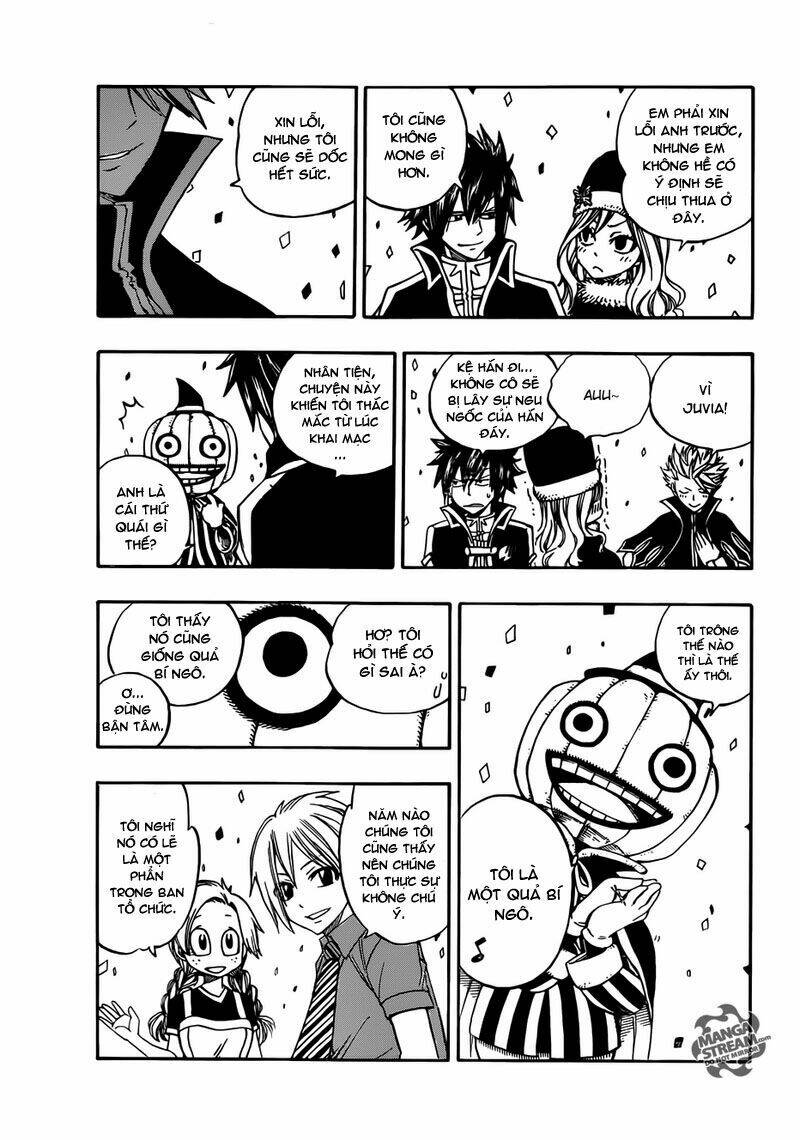 EM PHẢI XIN
LỖI ANH TRƯỚC,
NHƯNG EM
KHÔNG HỀ CÓ
Ý ĐỊNH SẼ
CHỊU THUA Ở
ĐÂY.
TÔI CŨNG
KHÔNG
MONG GÌ
HƠN.
XIN LỖI,
NHƯNG TÔI
CŨNG SẼ DỐC
HẾT SỨC.
VÌ
JUVIA!
AUU~
KỆ HẮN ĐI...
KHÔNG CÔ SẼ
BỊ LÂY SỰ NGU
NGỐC CỦA HẮN
ĐÁY.
NHÂN TIỆN,
CHUYỆN NÀY
KHIẾN TÔI THẮC
MẮC TỪ LÚC
KHAI MẠC
...
ANH LÀ
CÁI THỨ
QUÁI GÌ
THẾ?
TÔI TRÔNG
THẾ NÀO
THÌ LÀ THẾ
ẤY THÔI.
TÔI LÀ
MỘT QUẢ BÍ
NGÔ.
HƠ? TÔI
HỎI THẾ CÓ
GÌ SAI À?
TÔI THẤY
NÓ CŨNG
GIỐNG QUẢ
BÍ NGÔ.
Ơ...
ĐỪNG
BẬN TÂM.
NĂM NÀO
CHÚNG TÔI
CŨNG THẤY
NÊN CHÚNG
TÔI THỰC SỰ
KHÔNG CHÚ
Ý.
TÔI NGHĨ
NÓ CÓ LẼ
LÀ MỘT
PHẦN
TRONG BAN
TỔ CHỨC.
MANGA
STREAM.com
DO NOT MIRROR